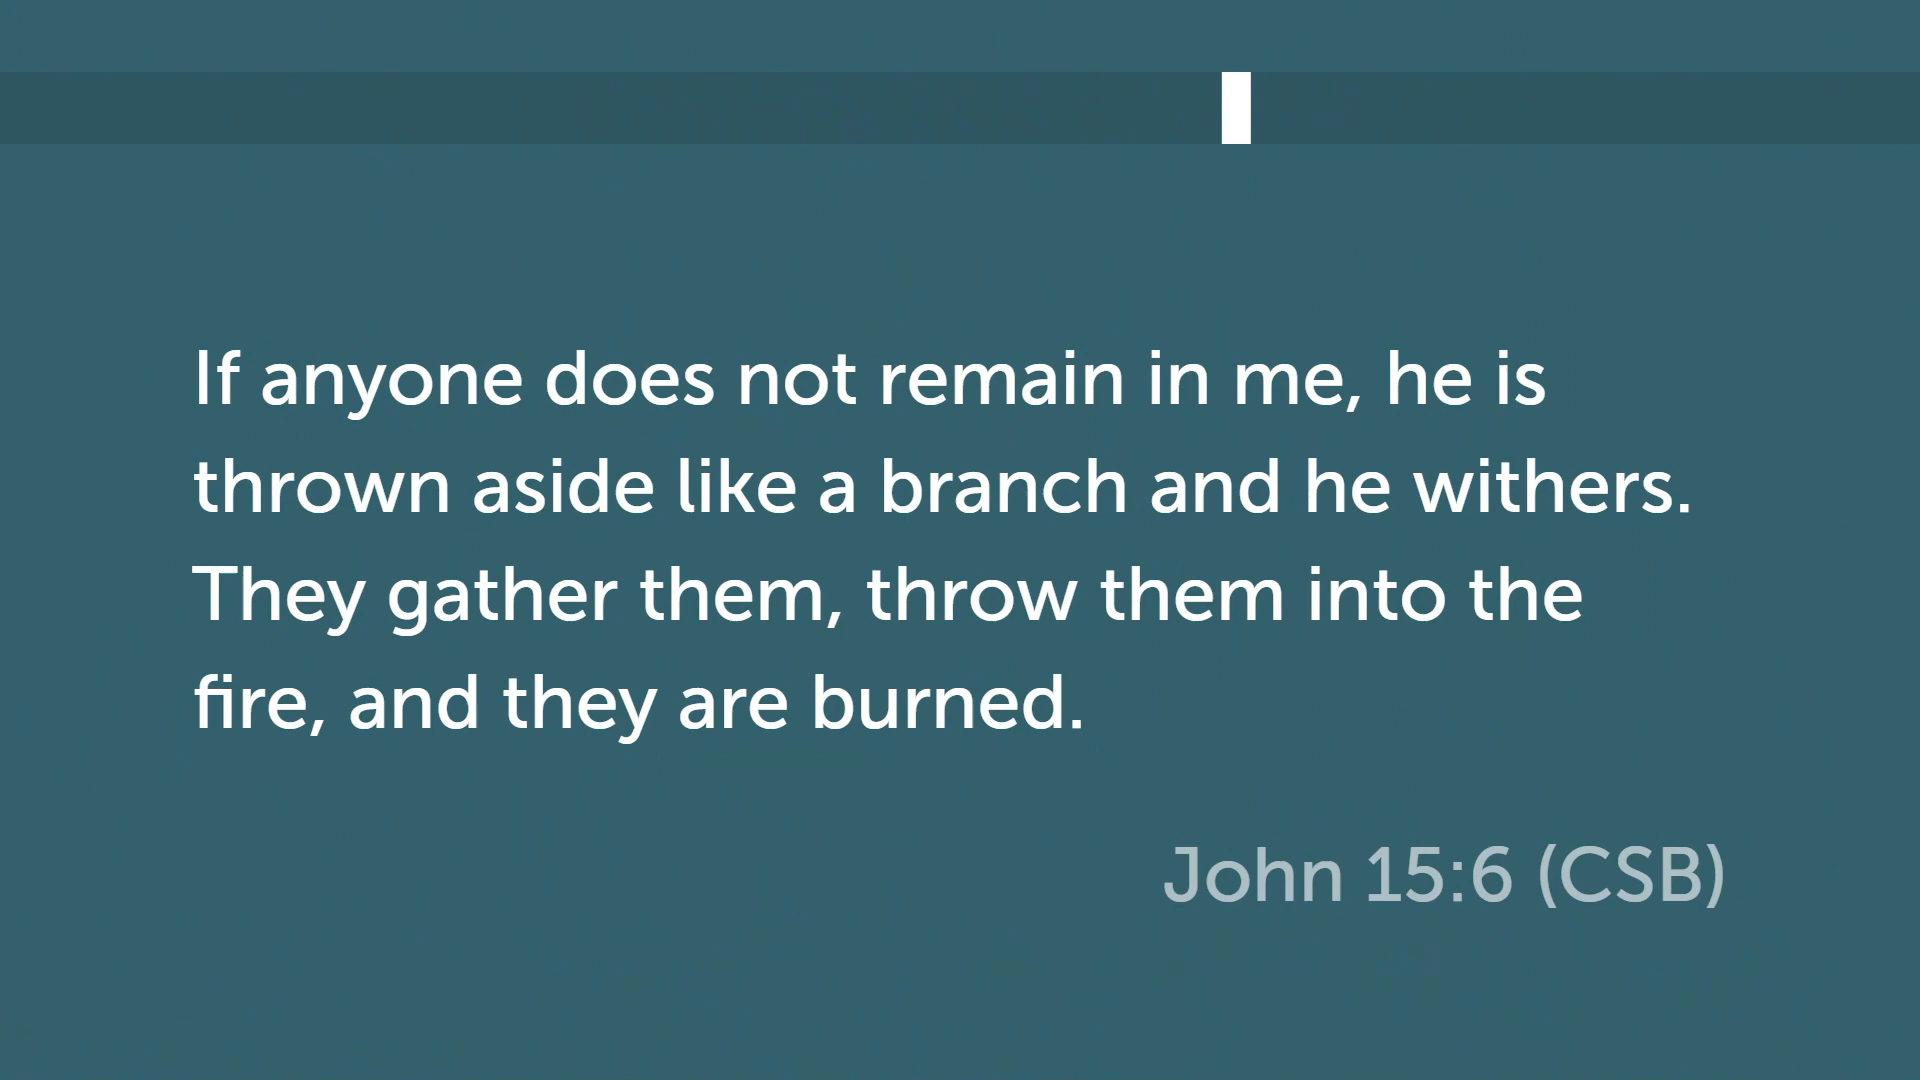 If anyone does not remain in me, he is
thrown aside like a branch and he withers.
They gather them, throw them into the
fire, and they are burned.
John 15:6 (CSB)